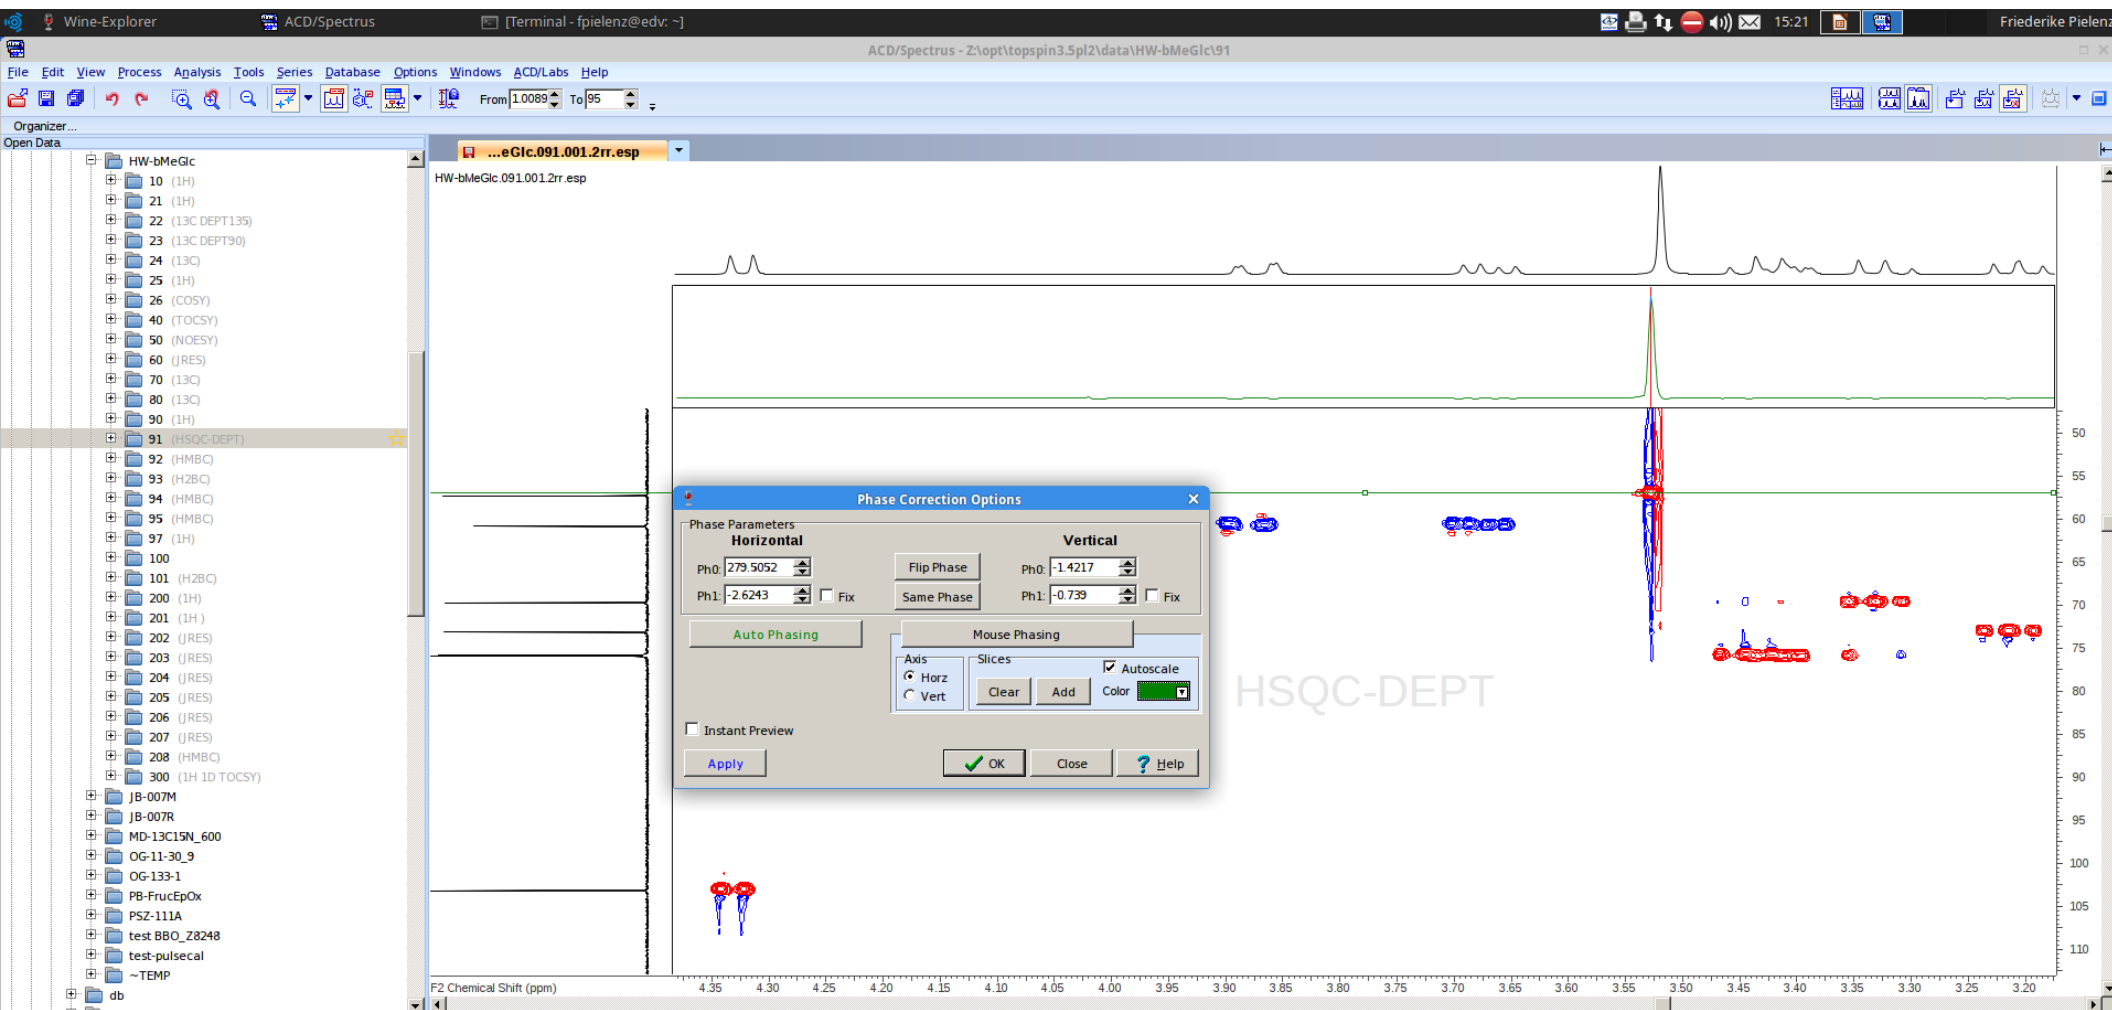 Wine-Explorer ACD/Spectrus [Terminal - fpielenz@edv: ~] 15:21 Friederike Pielenz
ACD/Spectrus - Z:\opt\topspin3.5pl2\data\HW-bMeGlc\91
File Edit View Process Analysis Tools Series Database Options Windows ACD/Labs Help
From 1.0089 To 95
Organizer...
Open Data
HW-bMeGlc
10 (1H)
21 (1H)
22 (13C DEPT135)
23 (13C DEPT90)
24 (13C)
25 (1H)
26 (COSY)
40 (TOCSY)
50 (NOESY)
60 (JRES)
70 (13C)
80 (13C)
90 (1H)
91 (HSQC-DEPT)
92 (HMBC)
93 (H2BC)
94 (HMBC)
95 (HMBC)
97 (1H)
100
101 (H2BC)
200 (1H)
201 (1H )
202 (JRES)
203 (JRES)
204 (JRES)
205 (JRES)
206 (JRES)
207 (JRES)
208 (HMBC)
300 (1H 1D TOCSY)
JB-007M
JB-007R
MD-13C15N_600
OG-11-30_9
OG-133-1
PB-FrucEpOx
PSZ-111A
test BBO_Z8248
test-pulsecal
~TEMP
db
...eGlc.091.001.2rr.esp
HW-bMeGlc.091.001.2rr.esp
Phase Correction Options
Phase Parameters
Horizontal Vertical
Ph0: 279.5052 Flip Phase Ph0: -1.4217
Ph1: -2.6243 Fix Same Phase Ph1: -0.739 Fix
Auto Phasing Mouse Phasing
Axis Slices
Horz Autoscale
Vert Clear Add Color
Instant Preview
Apply OK Close ? Help
HSQC-DEPT
50
55
60
65
70
75
80
85
90
95
100
105
110
F2 Chemical Shift (ppm) 4.35 4.30 4.25 4.20 4.15 4.10 4.05 4.00 3.95 3.90 3.85 3.80 3.75 3.70 3.65 3.60 3.55 3.50 3.45 3.40 3.35 3.30 3.25 3.20